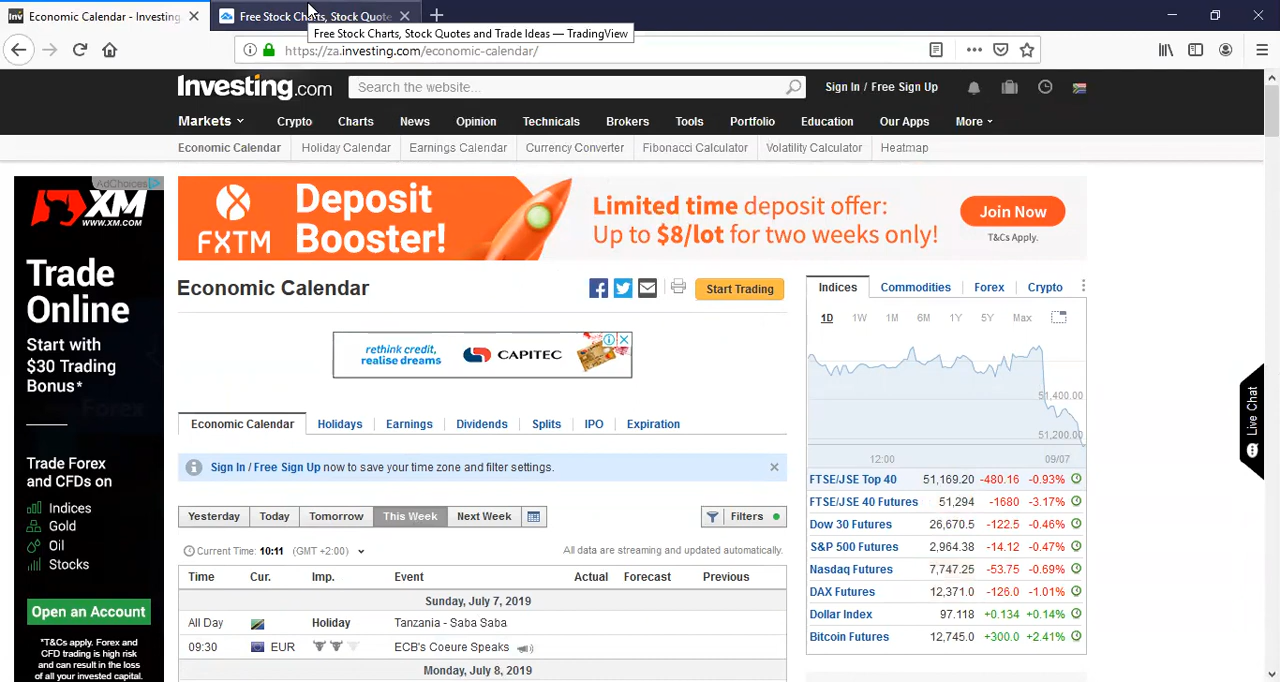 Economic Calendar - Investing
Free Stock Charts, Stock Quote
Free Stock Charts, Stock Quotes and Trade Ideas — TradingView
https://za.investing.com/economic-calendar/
Investing.com
Search the website...
Sign In / Free Sign Up
Markets
Crypto
Charts
News
Opinion
Technicals
Brokers
Tools
Portfolio
Education
Our Apps
More
Economic Calendar
Holiday Calendar
Earnings Calendar
Currency Converter
Fibonacci Calculator
Volatility Calculator
Heatmap
AdChoices
XM
WWW.XM.COM
Trade
Online
Start with
$30 Trading
Bonus*
Trade Forex
and CFDs on
Indices
Gold
Oil
Stocks
Open an Account
*T&Cs apply. Forex and
CFD trading is high risk
and can result in the loss
of all your invested capital.
FXTM
Deposit
Booster!
Limited time deposit offer:
Up to $8/lot for two weeks only!
Join Now
T&Cs Apply.
Economic Calendar
Start Trading
rethink credit,
realise dreams
CAPITEC
Economic Calendar
Holidays
Earnings
Dividends
Splits
IPO
Expiration
Sign In / Free Sign Up now to save your time zone and filter settings.
Yesterday
Today
Tomorrow
This Week
Next Week
Filters
Current Time: 10:11 (GMT +2:00)
All data are streaming and updated automatically.
Time Cur. Imp. Event Actual Forecast Previous
Sunday, July 7, 2019
All Day Holiday Tanzania - Saba Saba
09:30 EUR ECB's Coeure Speaks
Monday, July 8, 2019
Indices
Commodities
Forex
Crypto
1D 1W 1M 6M 1Y 5Y Max
51,400.00
51,200.00
12:00 09/07
FTSE/JSE Top 40 51,169.20 -480.16 -0.93%
FTSE/JSE 40 Futures 51,294 -1680 -3.17%
Dow 30 Futures 26,670.5 -122.5 -0.46%
S&P 500 Futures 2,964.38 -14.12 -0.47%
Nasdaq Futures 7,747.25 -53.75 -0.69%
DAX Futures 12,371.0 -126.0 -1.01%
Dollar Index 97.118 +0.134 +0.14%
Bitcoin Futures 12,745.0 +300.0 +2.41%
Live Chat